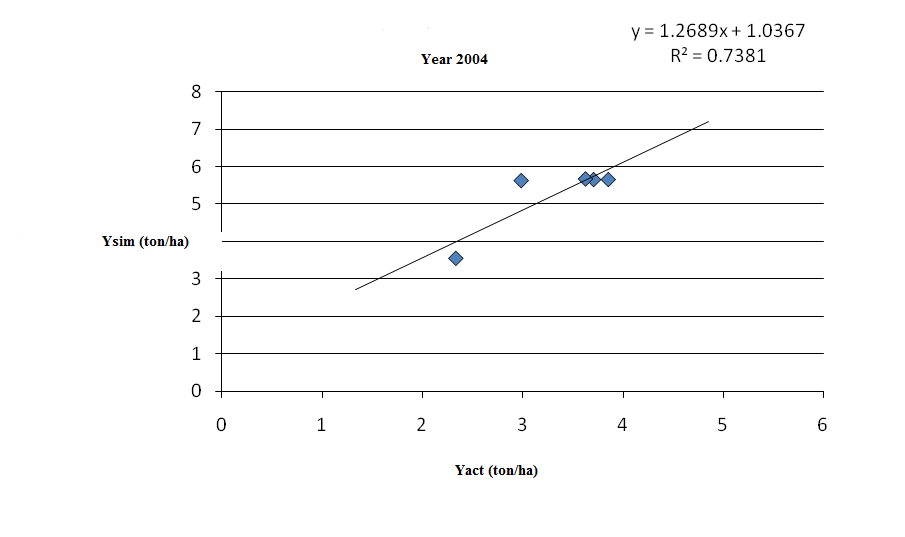 y = 1.2689x + 1.0367
R² = 0.7381
Year 2004
8
7
6
5
Ysim (ton/ha)
3
2
1
0
0 1 2 3 4 5 6
Yact (ton/ha)